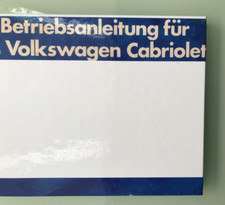 Betriebsanleitung für
Volkswagen Cabriolet